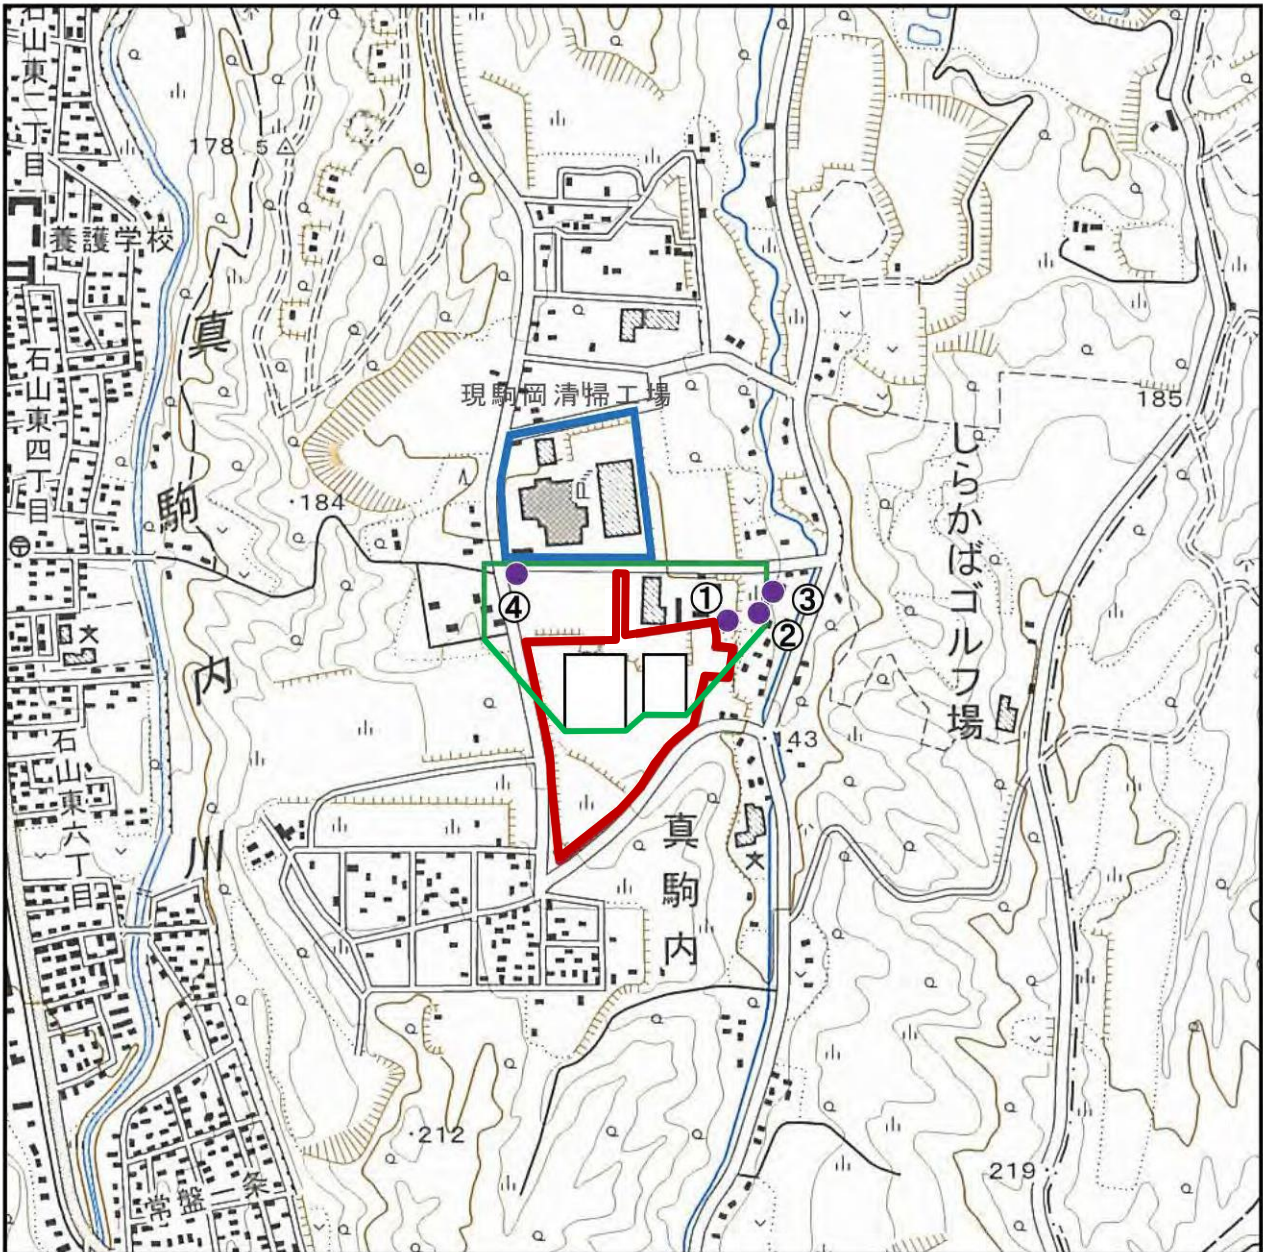 石山東二丁目
178.5
養護学校
石山東四丁目
真駒内川
現駒岡清掃工場
185
・184
しらかばゴルフ場
①
③
④
②
143
石山東六丁目
真駒内
・212
219
常盤一条